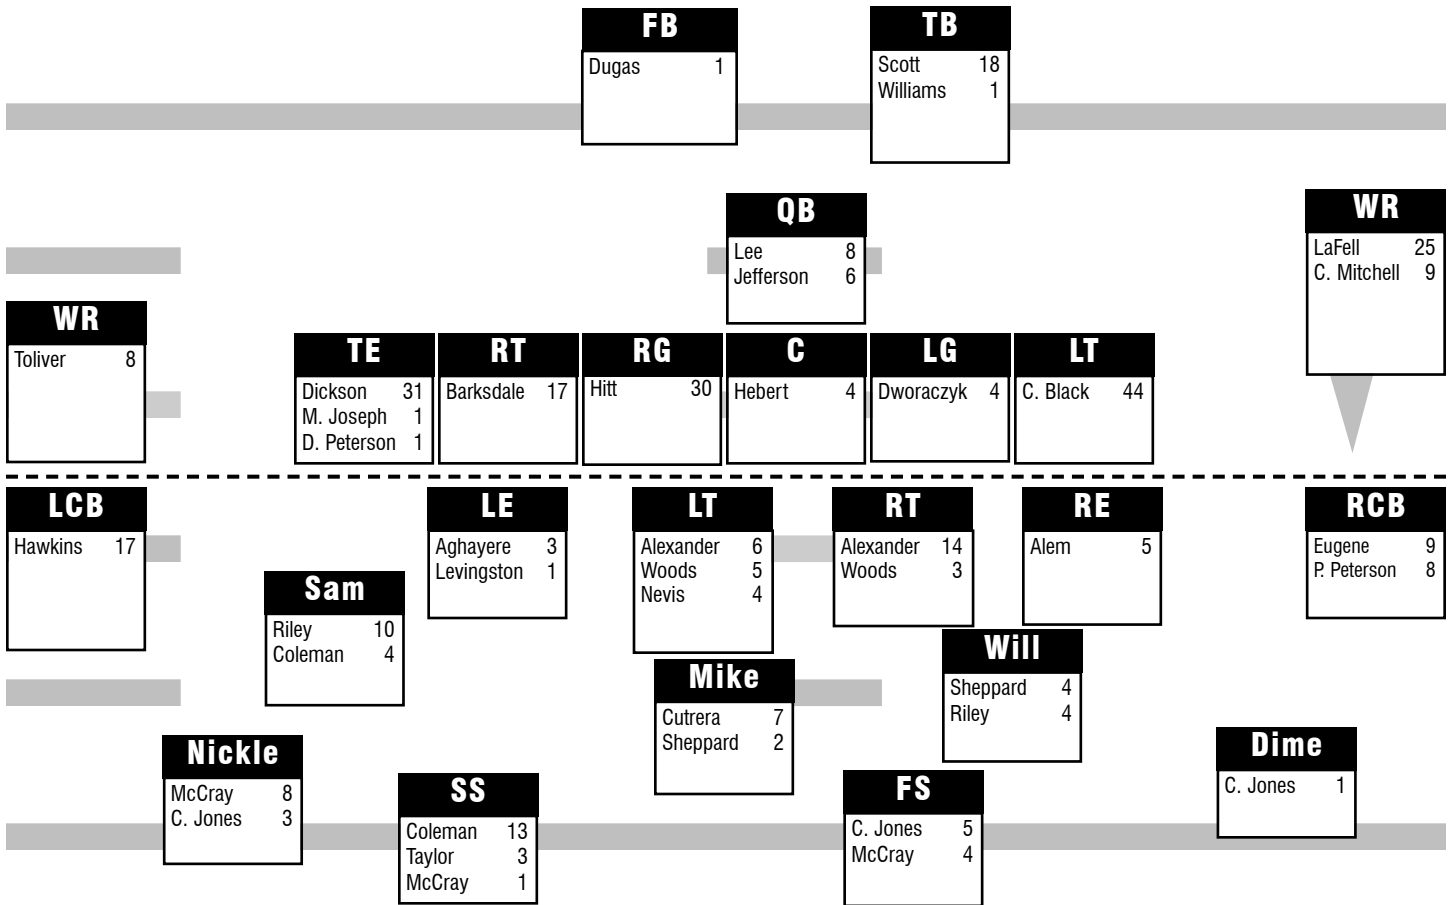 FB
Dugas 1
TB
Scott 18
Williams 1
QB
Lee 8
Jefferson 6
WR
LaFell 25
C. Mitchell 9
WR
Toliver 8
TE
Dickson 31
M. Joseph 1
D. Peterson 1
RT
Barksdale 17
RG
Hitt 30
C
Hebert 4
LG
Dworaczyk 4
LT
C. Black 44
LCB
Hawkins 17
Sam
Riley 10
Coleman 4
LE
Aghayere 3
Levingston 1
LT
Alexander 6
Woods 5
Nevis 4
RT
Alexander 14
Woods 3
RE
Alem 5
RCB
Eugene 9
P. Peterson 8
Mike
Cutrera 7
Sheppard 2
Will
Sheppard 4
Riley 4
Nickle
McCray 8
C. Jones 3
SS
Coleman 13
Taylor 3
McCray 1
FS
C. Jones 5
McCray 4
Dime
C. Jones 1